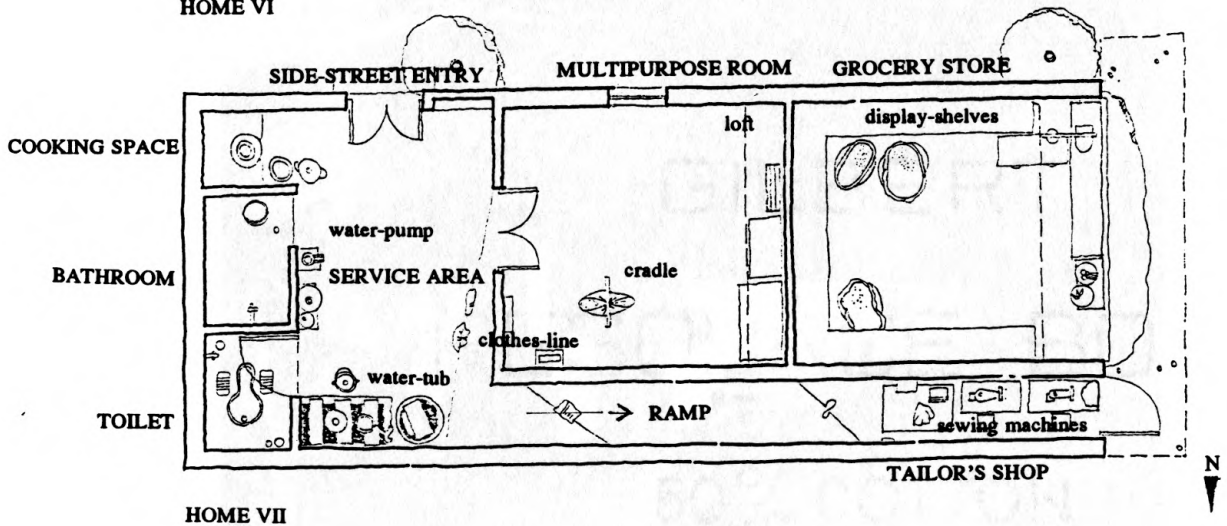 HOME VI
SIDE-STREET ENTRY
MULTIPURPOSE ROOM
GROCERY STORE
display-shelves
loft
COOKING SPACE
water-pump
BATHROOM
SERVICE AREA
cradle
clothes-line
water-tub
TOILET
RAMP
sewing machines
TAILOR'S SHOP
N
HOME VII